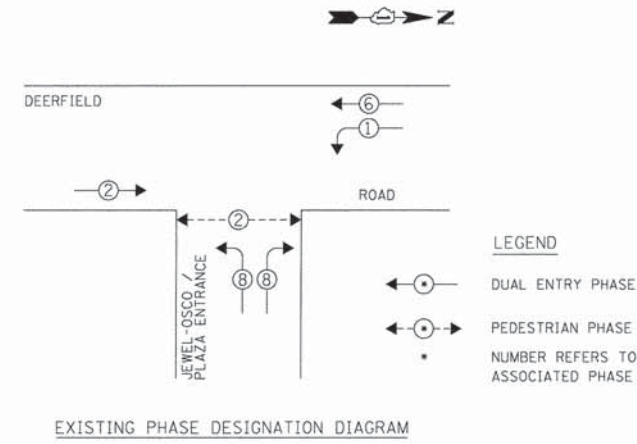 N
DEERFIELD
6
1
2
ROAD
2
8 8
JEWEL-OSCO /
PLAZA ENTRANCE
LEGEND
* DUAL ENTRY PHASE
* PEDESTRIAN PHASE
* NUMBER REFERS TO
ASSOCIATED PHASE
EXISTING PHASE DESIGNATION DIAGRAM